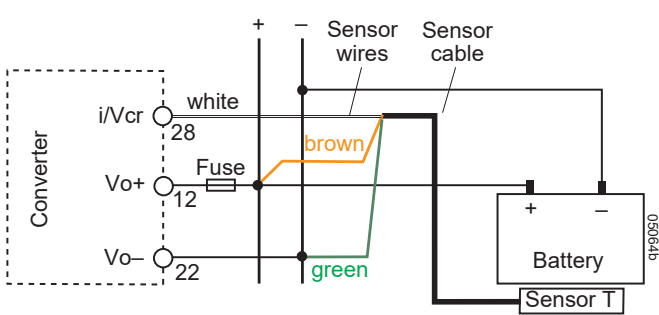 + –
Sensor wires
Sensor cable
i/Vcr
white
28
brown
Converter
Fuse
Vo+
12
+ –
Battery
05064b
Vo–
22
green
Sensor T